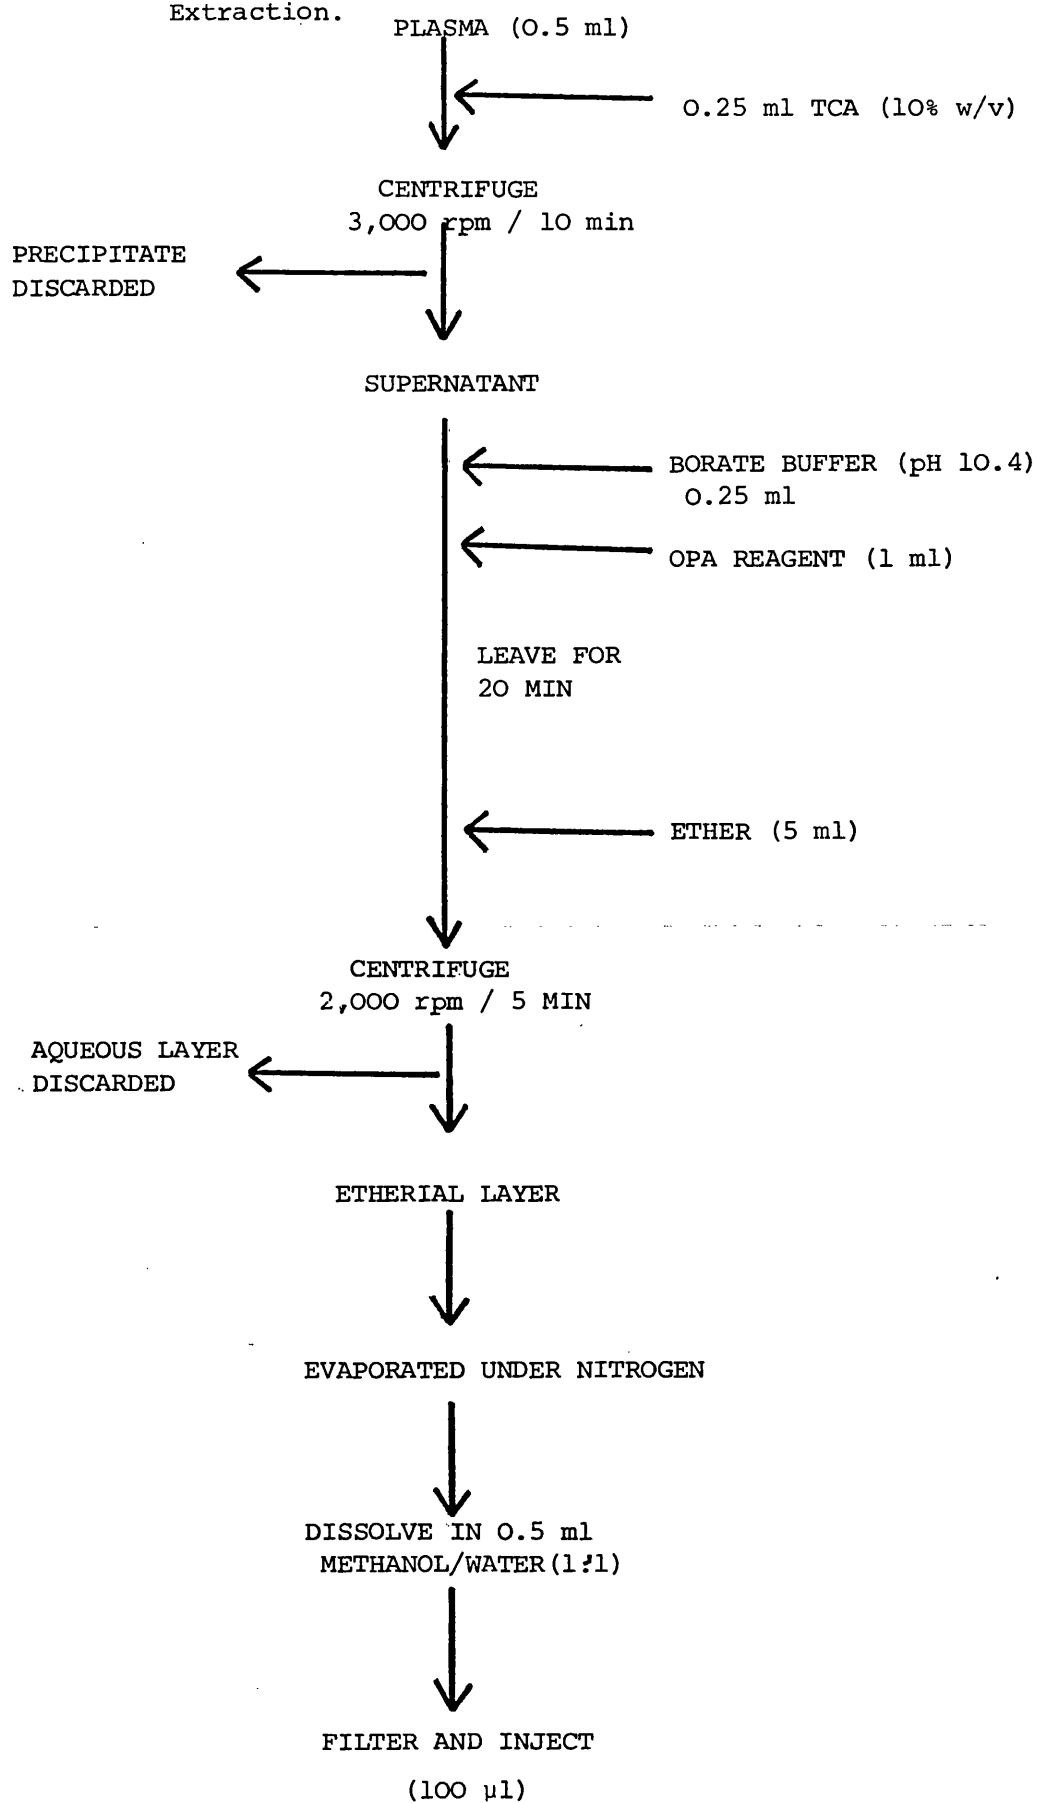 Extraction.
PLASMA (0.5 ml)
0.25 ml TCA (10% w/v)
CENTRIFUGE
3,000 rpm / 10 min
PRECIPITATE
DISCARDED
SUPERNATANT
BORATE BUFFER (pH 10.4)
0.25 ml
OPA REAGENT (1 ml)
LEAVE FOR
20 MIN
ETHER (5 ml)
CENTRIFUGE
2,000 rpm / 5 MIN
AQUEOUS LAYER
DISCARDED
ETHERIAL LAYER
EVAPORATED UNDER NITROGEN
DISSOLVE IN 0.5 ml
METHANOL/WATER(1:1)
FILTER AND INJECT
(100 µl)